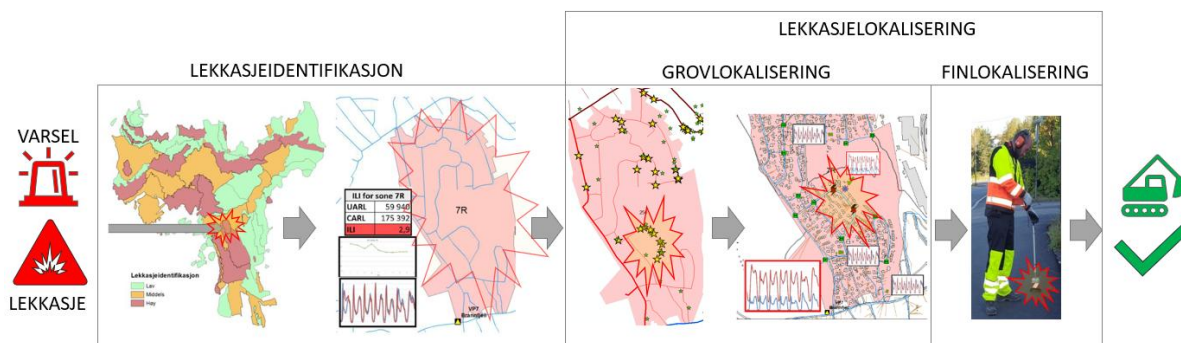 LEKKASJELOKALISERING
LEKKASJEIDENTIFIKASJON
GROVLOKALISERING
FINLOKALISERING
VARSEL
LEKKASJE
Lekkasjeidentifikasjon
Lav
Middels
Høy
ILI for sone 7R
UARL 59 940
CARL 175 392
ILI 2,9
7R
VP7